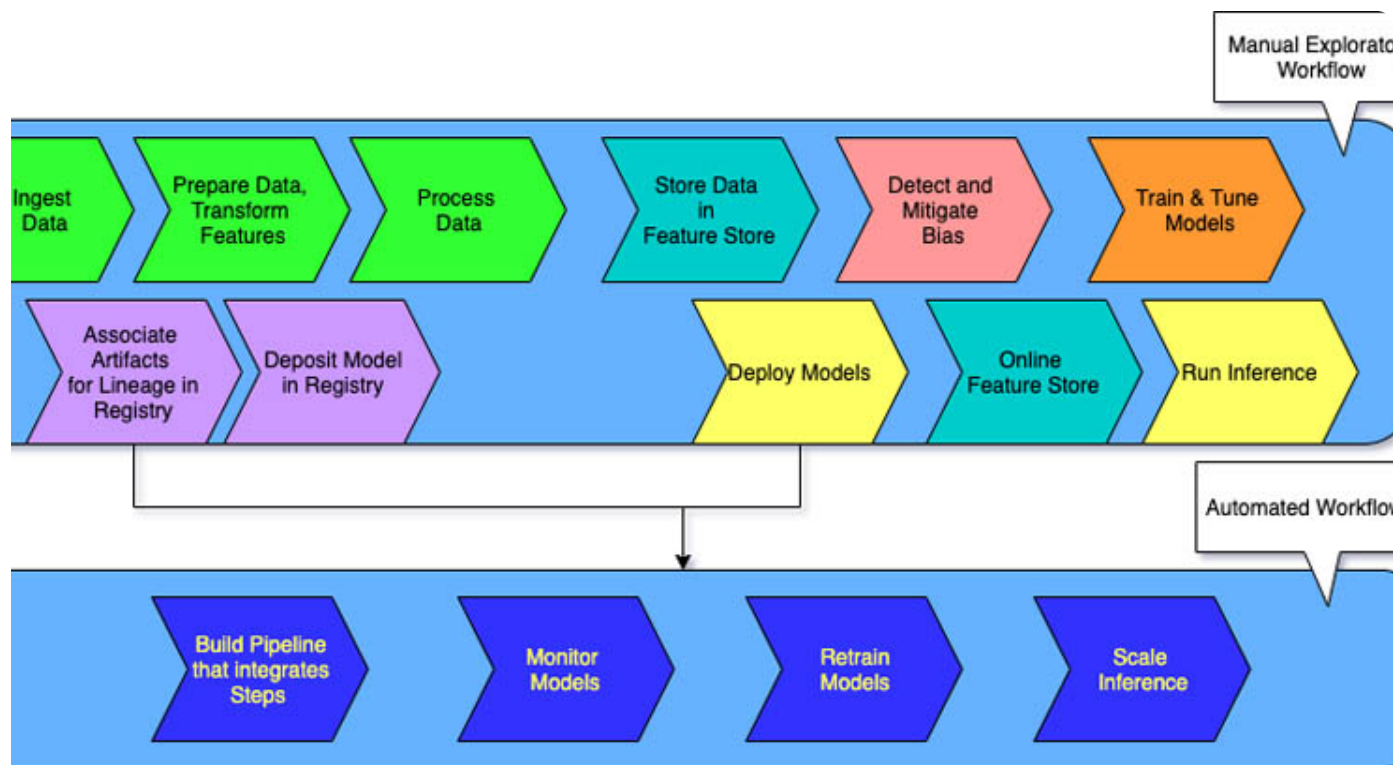 Manual Explorato
Workflow
Ingest
Data
Prepare Data,
Transform
Features
Process
Data
Store Data
in
Feature Store
Detect and
Mitigate
Bias
Train & Tune
Models
Associate
Artifacts
for Lineage in
Registry
Deposit Model
in Registry
Deploy Models
Online
Feature Store
Run Inference
Automated Workflow
Build Pipeline
that integrates
Steps
Monitor
Models
Retrain
Models
Scale
Inference